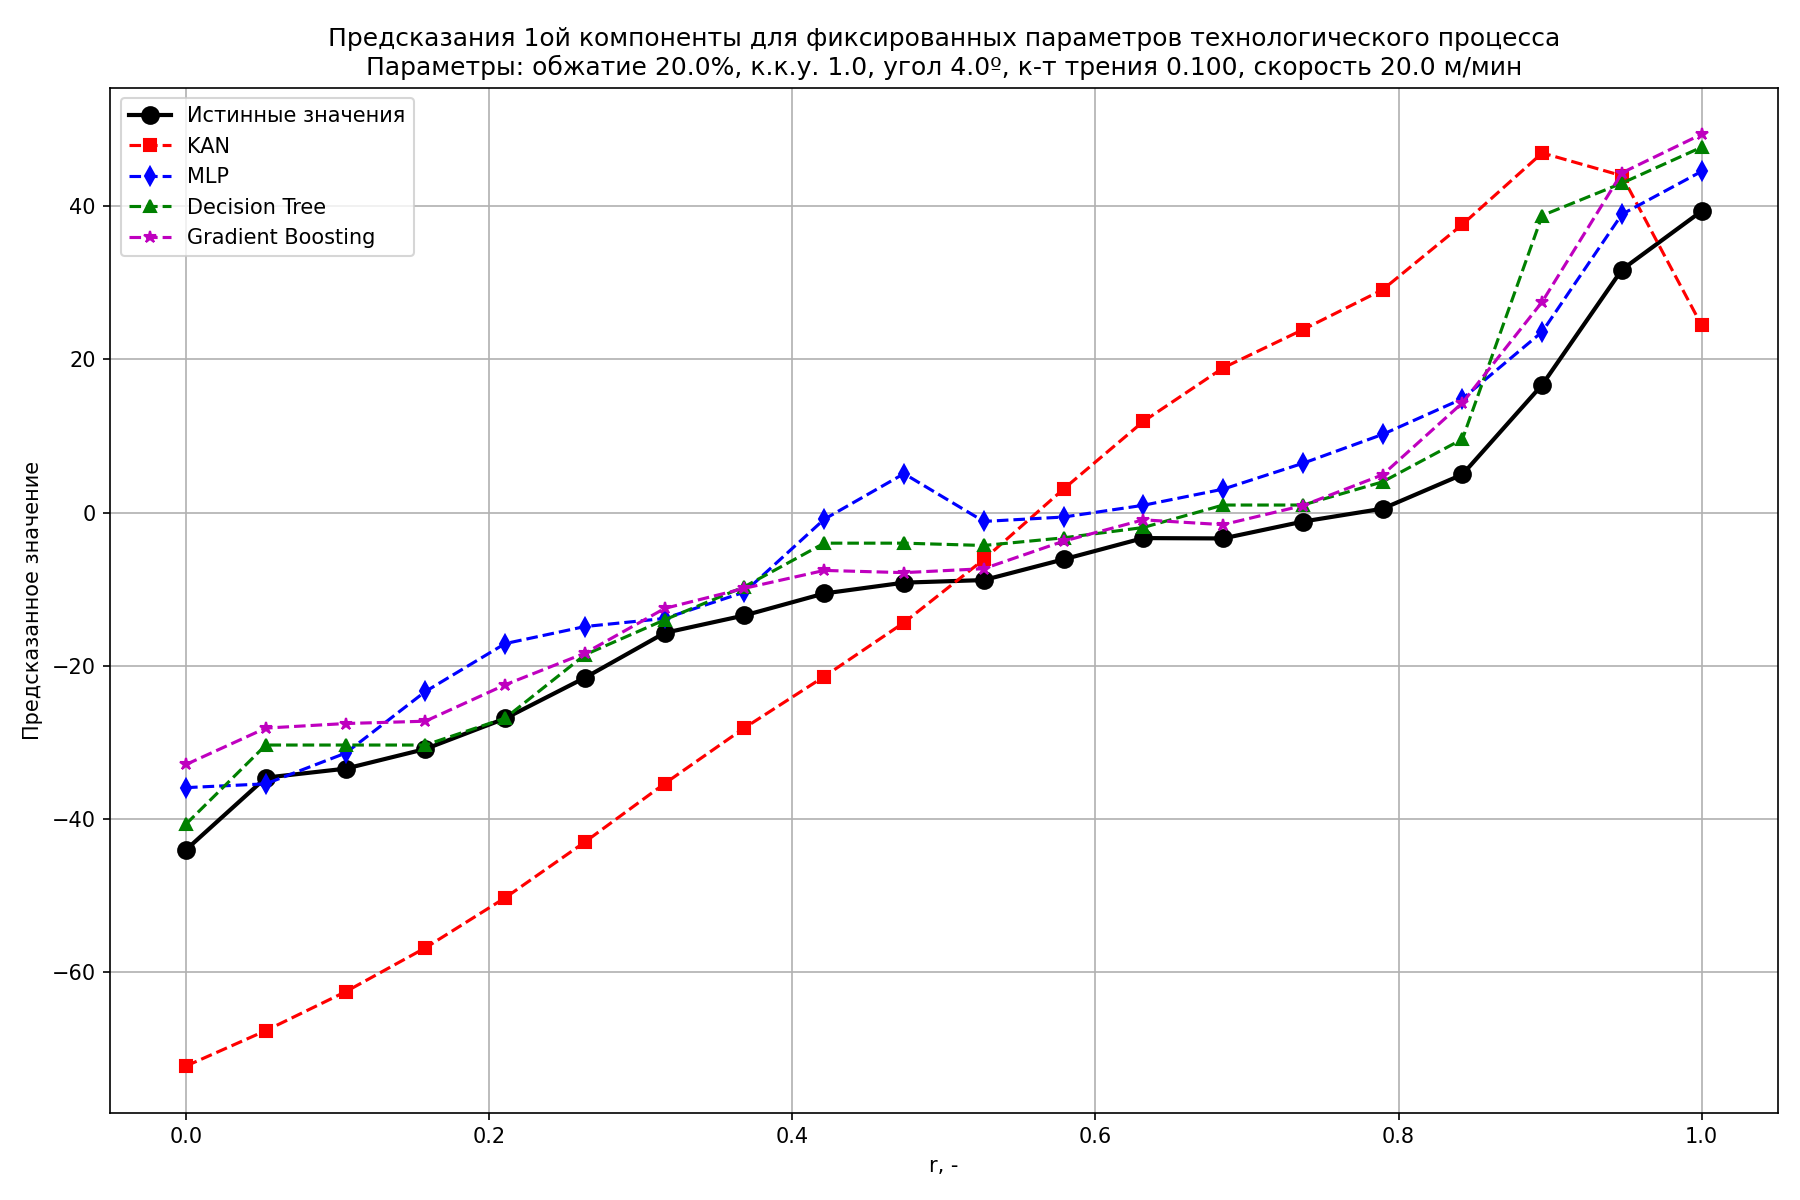 Предсказания 1ой компоненты для фиксированных параметров технологического процесса
Параметры: обжатие 20.0%, к.к.у. 1.0, угол 4.0º, к-т трения 0.100, скорость 20.0 м/мин
Истинные значения
KAN
MLP
Decision Tree
Gradient Boosting
Предсказанное значение
40
20
0
−20
−40
−60
0.0
0.2
0.4
0.6
0.8
1.0
r, -